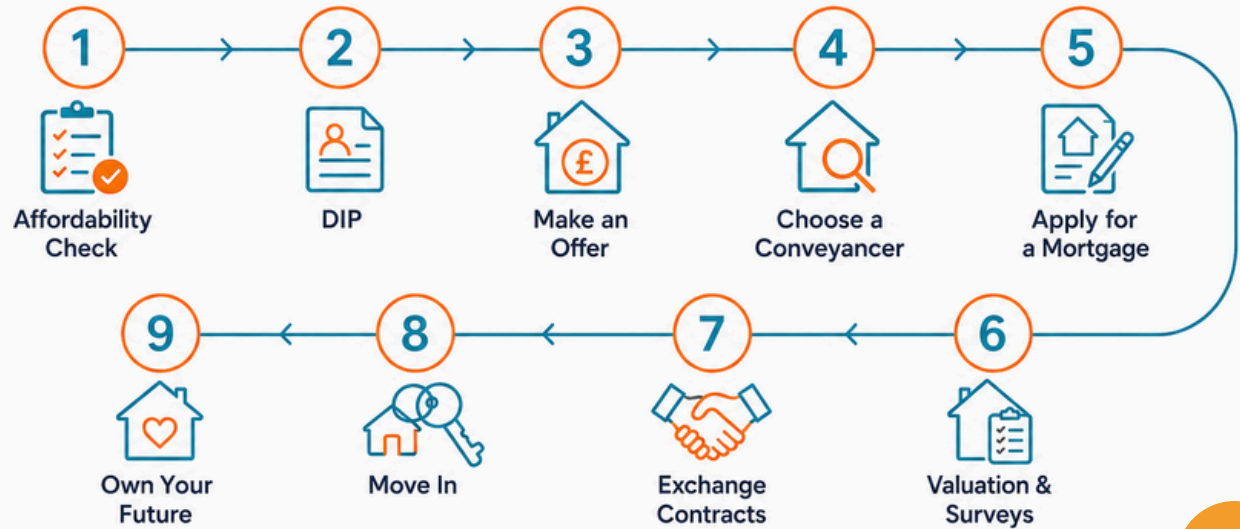 1
2
3
4
5
Affordability
Check
DIP
Make an
Offer
Choose a
Conveyancer
Apply for
a Mortgage
£
6
7
8
9
Valuation &
Surveys
Exchange
Contracts
Move In
Own Your
Future